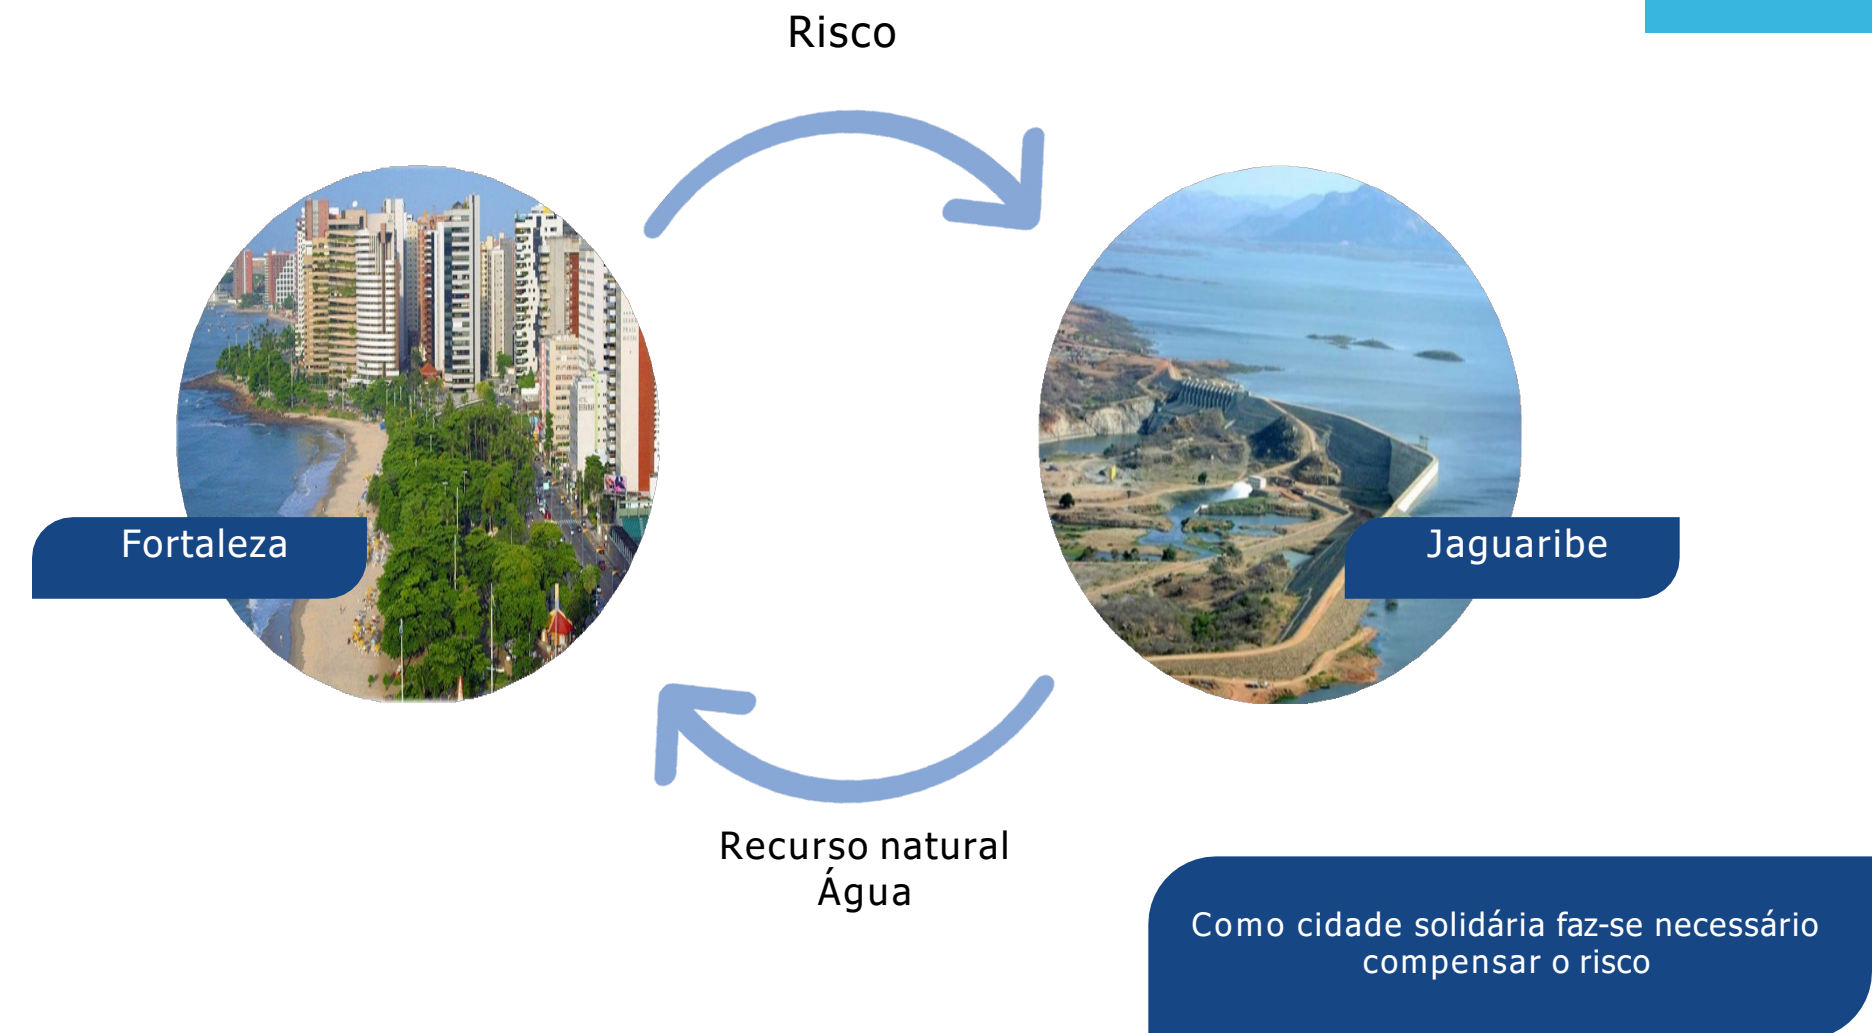 Risco
Fortaleza
Jaguaribe
Recurso natural
Água
Como cidade solidária faz-se necessário
compensar o risco